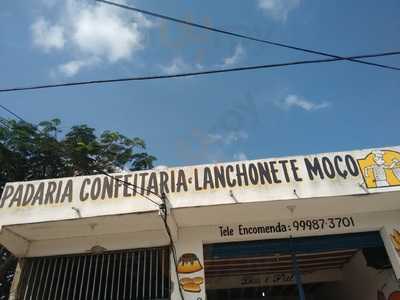 PADARIA CONFEITARIA-LANCHONETE MOÇO
Tele Encomenda: 99987-3701